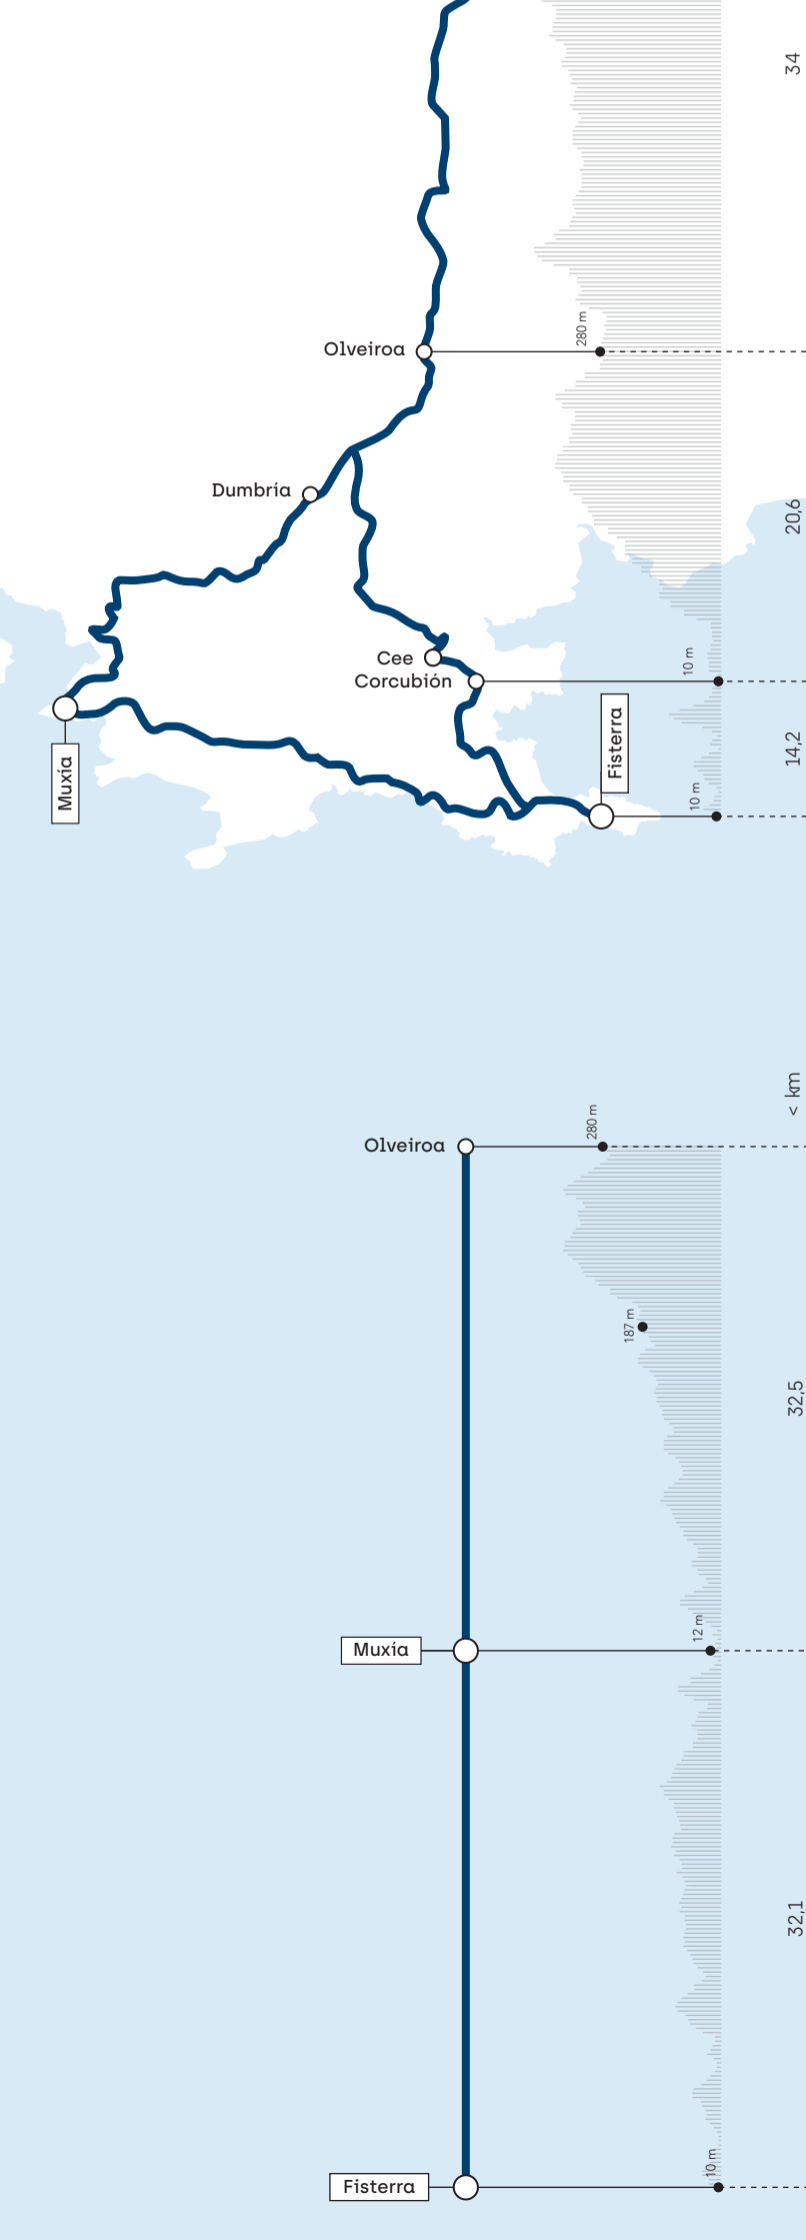 34
280 m
Olveiroa
Dumbría
20,6
Cee
Corcubión
10 m
Fisterra
14,2
Muxía
10 m
< km
280 m
Olveiroa
187 m
32,5
12 m
Muxía
32,1
10 m
Fisterra